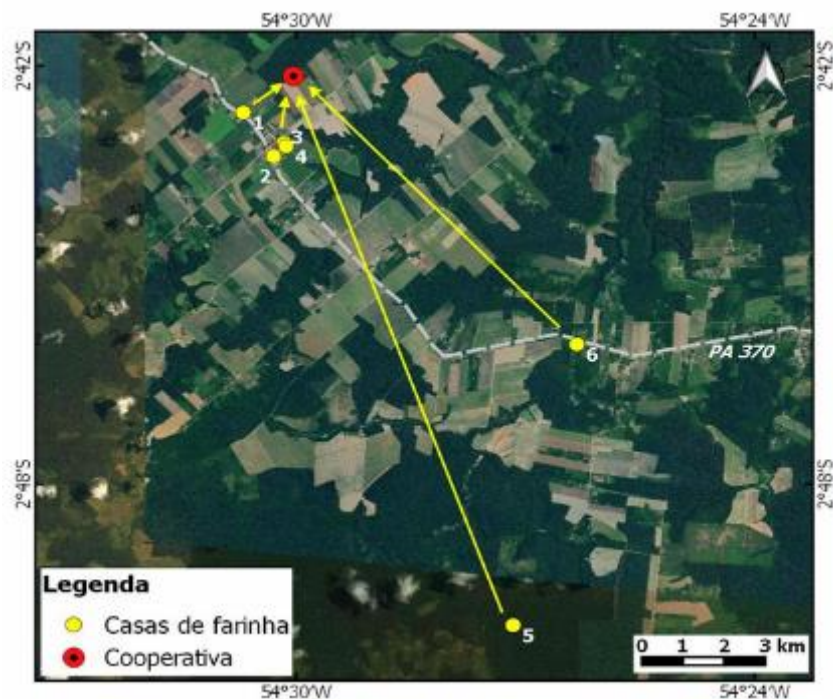 54°30'W 54°24'W
2°42'S 2°42'S
1
3
4
2
6
PA 370
2°48'S 2°48'S
Legenda
Casas de farinha
Cooperativa
5
0 1 2 3 km
54°30'W 54°24'W